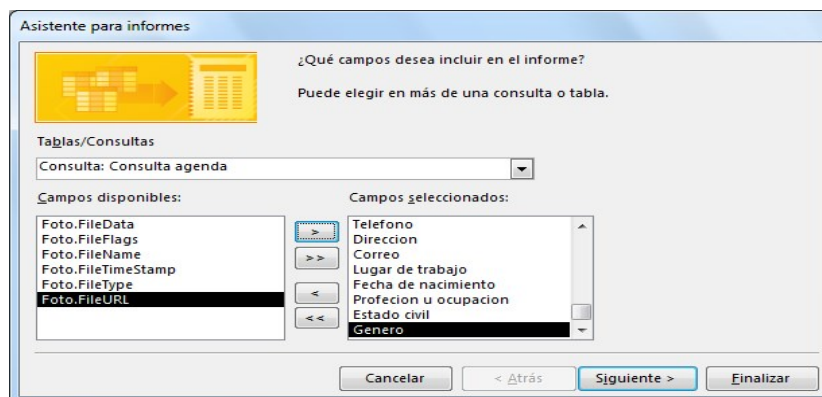 Asistente para informes
¿Qué campos desea incluir en el informe?
Puede elegir en más de una consulta o tabla.
Tablas/Consultas
Consulta: Consulta agenda
Campos disponibles:
Foto.FileData
Foto.FileFlags
Foto.FileName
Foto.FileTimeStamp
Foto.FileType
Foto.FileURL
>
>>
<
<<
Campos seleccionados:
Telefono
Direccion
Correo
Lugar de trabajo
Fecha de nacimiento
Profecion u ocupacion
Estado civil
Genero
Cancelar
< Atrás
Siguiente >
Finalizar